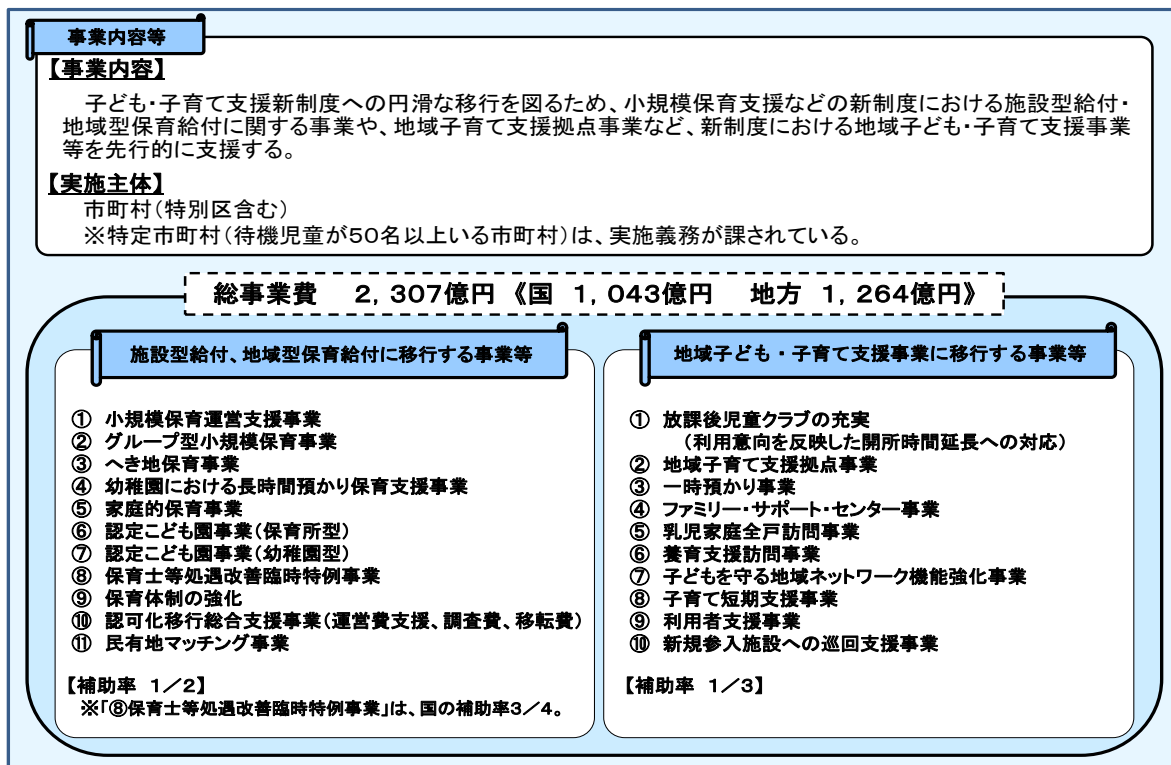 事業内容等
【事業内容】
子ども・子育て支援新制度への円滑な移行を図るため、小規模保育支援などの新制度における施設型給付・
地域型保育給付に関する事業や、地域子育て支援拠点事業など、新制度における地域子ども・子育て支援事業
等を先行的に支援する。
【実施主体】
市町村(特別区含む)
※特定市町村(待機児童が50名以上いる市町村)は、実施義務が課されている。
総事業費 2,307億円《国 1,043億円 地方 1,264億円》
施設型給付、地域型保育給付に移行する事業等
① 小規模保育運営支援事業
② グループ型小規模保育事業
③ へき地保育事業
④ 幼稚園における長時間預かり保育支援事業
⑤ 家庭的保育事業
⑥ 認定こども園事業(保育所型)
⑦ 認定こども園事業(幼稚園型)
⑧ 保育士等処遇改善臨時特例事業
⑨ 保育体制の強化
⑩ 認可化移行総合支援事業(運営費支援、調査費、移転費)
⑪ 民有地マッチング事業
【補助率 1/2】
※「⑧保育士等処遇改善臨時特例事業」は、国の補助率3/4。
地域子ども・子育て支援事業に移行する事業等
① 放課後児童クラブの充実
(利用意向を反映した開所時間延長への対応)
② 地域子育て支援拠点事業
③ 一時預かり事業
④ ファミリー・サポート・センター事業
⑤ 乳児家庭全戸訪問事業
⑥ 養育支援訪問事業
⑦ 子どもを守る地域ネットワーク機能強化事業
⑧ 子育て短期支援事業
⑨ 利用者支援事業
⑩ 新規参入施設への巡回支援事業
【補助率 1/3】